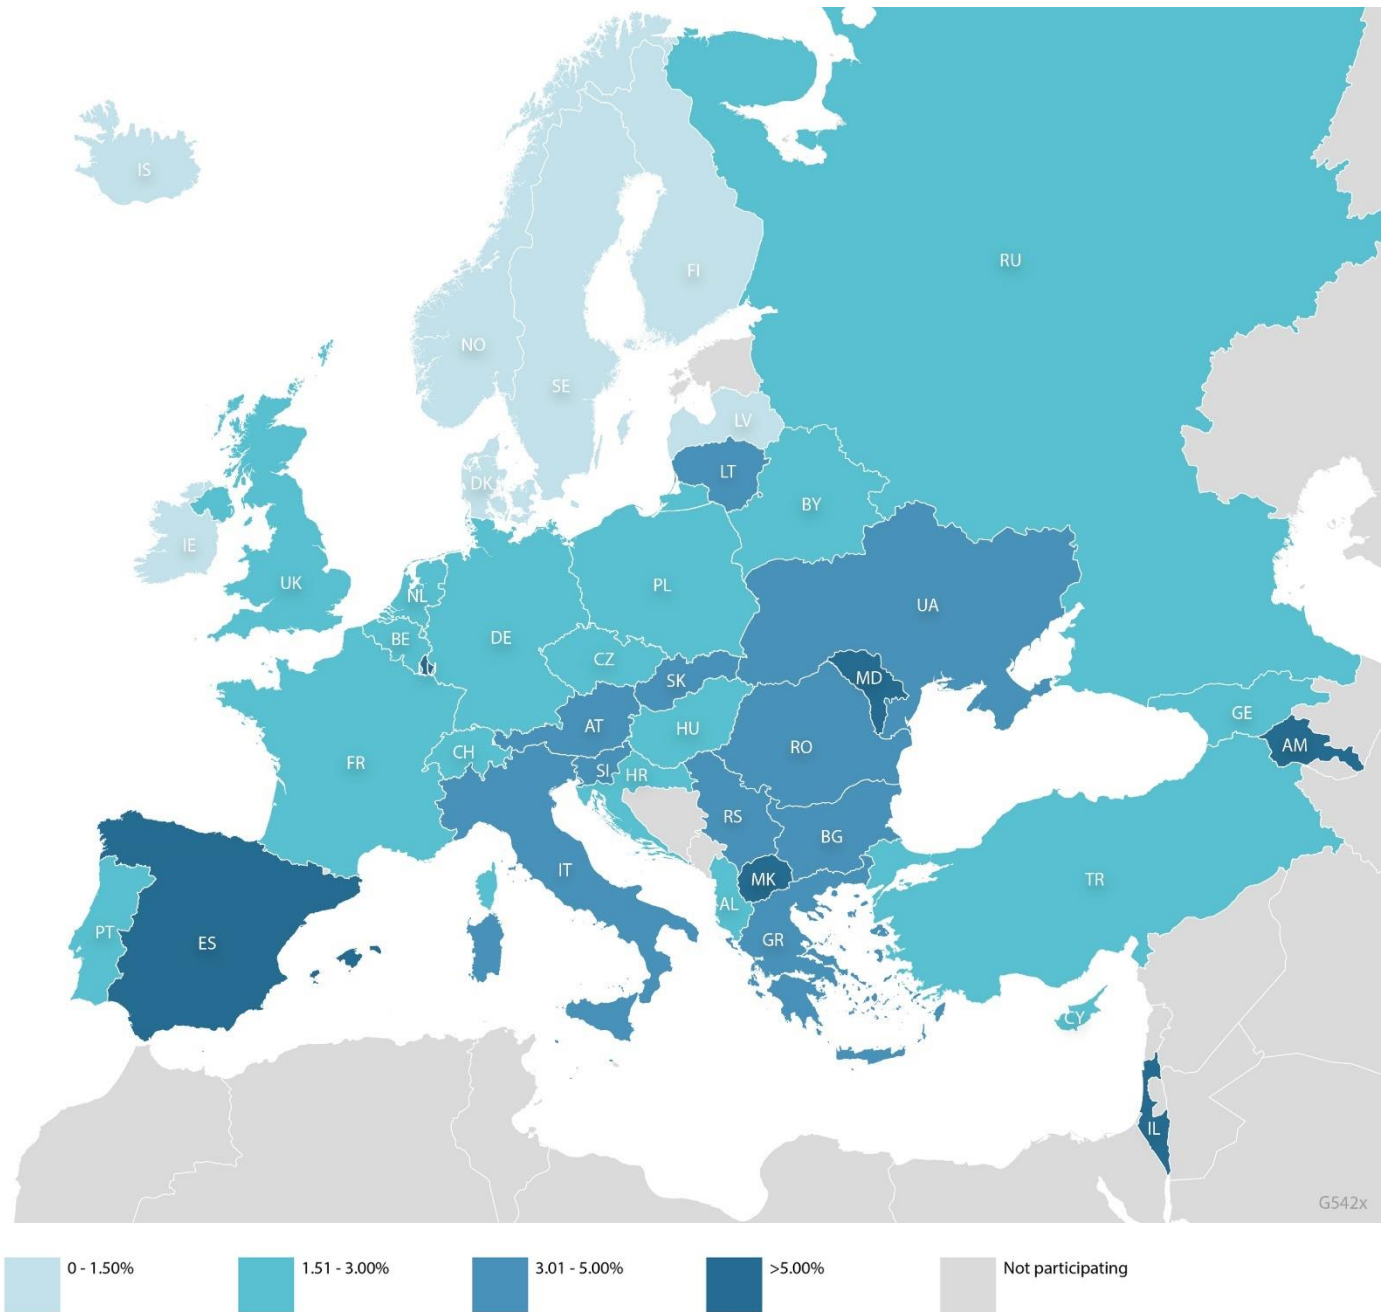 IS
RU
FI
NO
SE
LV
LT
DK
BY
IE
UK
NL
PL
UA
BE
DE
CZ
LU
SK
MD
AT
HU
RO
GE
CH
FR
SI
HR
AM
RS
BG
IT
MK
TR
AL
PT
ES
GR
CY
IL
G542x
0 - 1.50%
1.51 - 3.00%
3.01 - 5.00%
>5.00%
Not participating